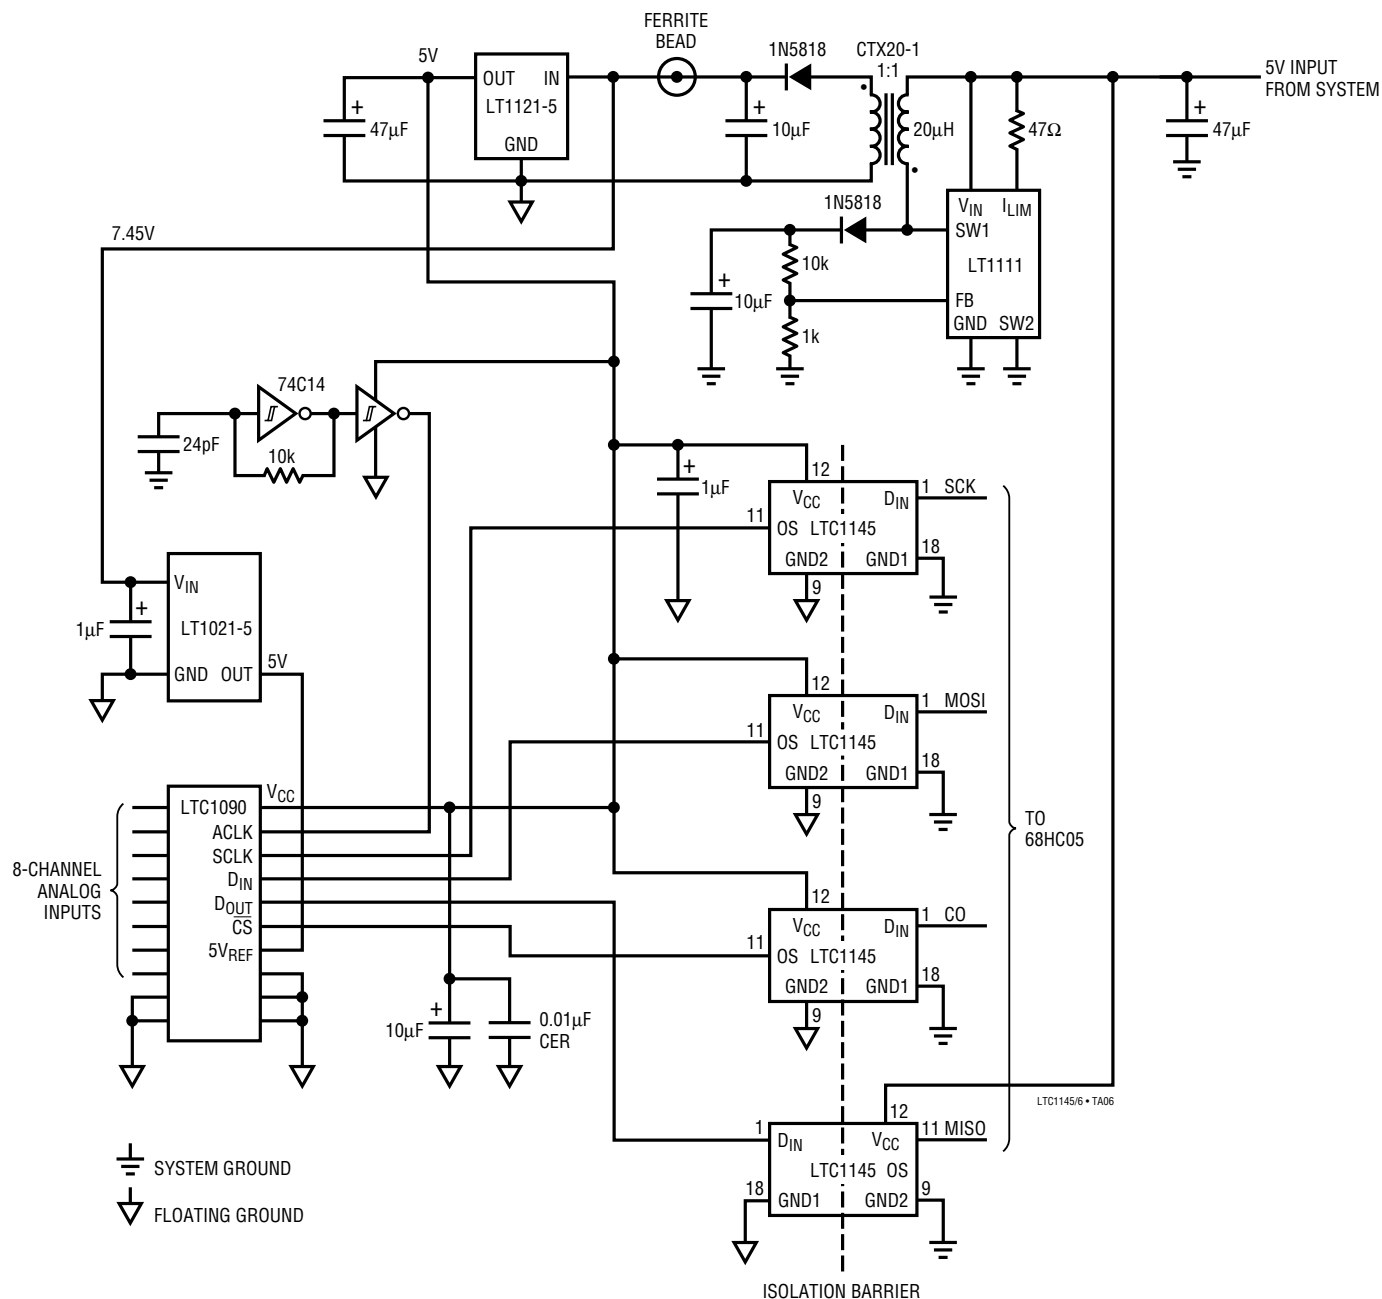 FERRITE
BEAD
1N5818
CTX20-1
1:1
5V
OUT IN
LT1121-5
GND
+
47µF
+
10µF
20µH
47Ω
+
47µF
5V INPUT
FROM SYSTEM
1N5818
VIN ILIM
SW1
LT1111
FB
GND SW2
7.45V
10k
+
10µF
1k
74C14
24pF
10k
+
1µF
12
VCC DIN
1 SCK
11
OS LTC1145
GND2 GND1
18
9
VIN
+
1µF
LT1021-5
GND OUT
5V
12
VCC DIN
1 MOSI
11
OS LTC1145
GND2 GND1
18
9
TO
68HC05
VCC
LTC1090
ACLK
SCLK
DIN
DOUT
CS
5VREF
8-CHANNEL
ANALOG
INPUTS
12
VCC DIN
1 CO
11
OS LTC1145
GND2 GND1
18
9
+
10µF
0.01µF
CER
LTC1145/6 • TA06
12
1
DIN VCC
11 MISO
LTC1145 OS
18
GND1 GND2
9
SYSTEM GROUND
FLOATING GROUND
ISOLATION BARRIER